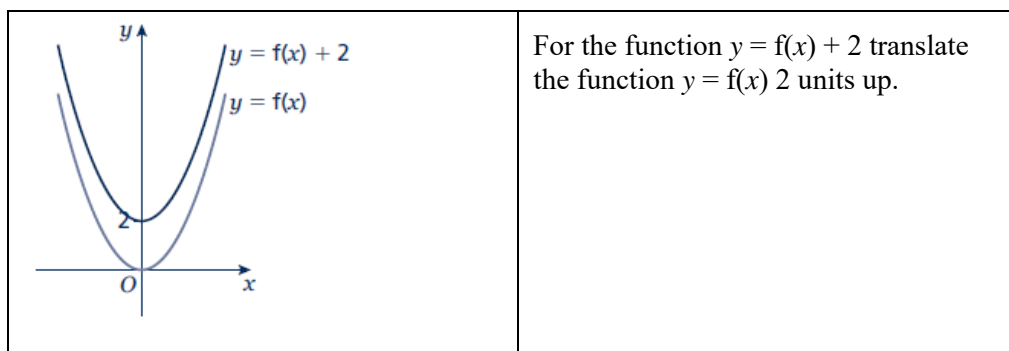 y
y = f(x) + 2
y = f(x)
2
O
x
For the function y = f(x) + 2 translate
the function y = f(x) 2 units up.